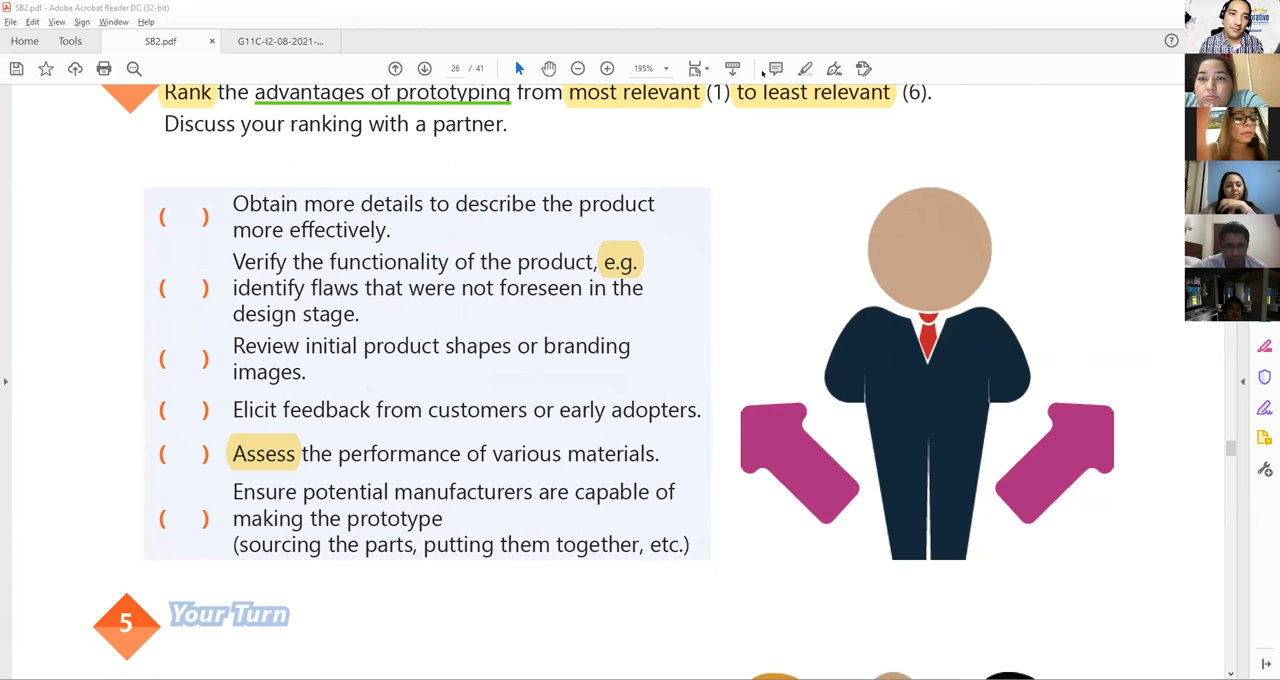 SB2.pdf - Adobe Acrobat Reader DC (32-bit)
File Edit View Sign Window Help
Home Tools SB2.pdf × G11C-I2-08-2021-...
26 / 41 195%
Rank the advantages of prototyping from most relevant (1) to least relevant (6).
Discuss your ranking with a partner.
( ) Obtain more details to describe the product
more effectively.
Verify the functionality of the product, e.g.
( ) identify flaws that were not foreseen in the
design stage.
( ) Review initial product shapes or branding
images.
( ) Elicit feedback from customers or early adopters.
( ) Assess the performance of various materials.
Ensure potential manufacturers are capable of
( ) making the prototype
(sourcing the parts, putting them together, etc.)
5 Your Turn